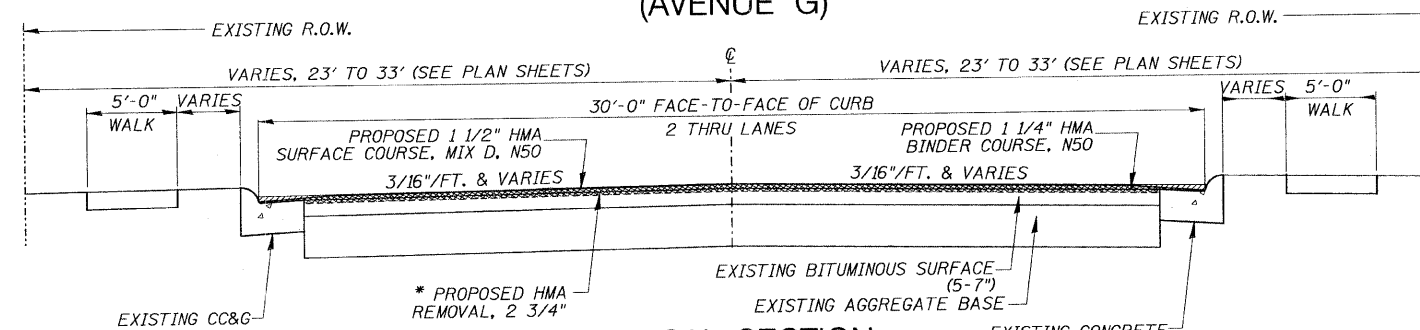 (AVENUE "G")
EXISTING R.O.W.
EXISTING R.O.W.
℄
VARIES, 23' TO 33' (SEE PLAN SHEETS)
VARIES, 23' TO 33' (SEE PLAN SHEETS)
5'-0"
WALK
VARIES
30'-0" FACE-TO-FACE OF CURB
VARIES
5'-0"
WALK
2 THRU LANES
PROPOSED 1 1/2" HMA
SURFACE COURSE, MIX D, N50
PROPOSED 1 1/4" HMA
BINDER COURSE, N50
3/16"/FT. & VARIES
3/16"/FT. & VARIES
EXISTING CC&G
* PROPOSED HMA
REMOVAL, 2 3/4"
EXISTING BITUMINOUS SURFACE
(5-7")
EXISTING AGGREGATE BASE
SECTION
EXISTING CONCRETE